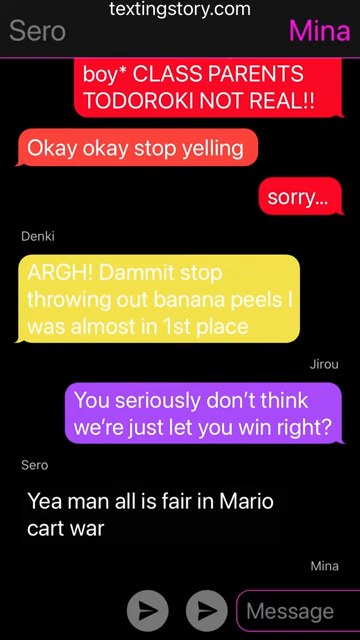 textingstory.com
Sero
Mina
boy* CLASS PARENTS
TODOROKI NOT REAL!!
Okay okay stop yelling
sorry...
Denki
ARGH! Dammit stop
throwing out banana peels I
was almost in 1st place
Jirou
You seriously don't think
we're just let you win right?
Sero
Yea man all is fair in Mario
cart war
Mina
Message